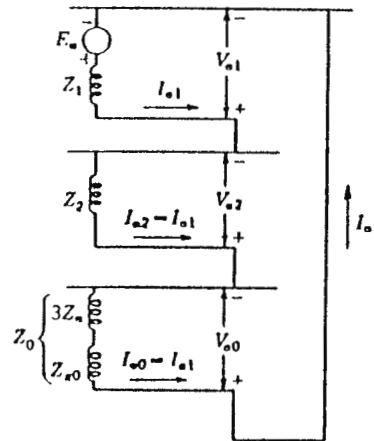 −
E_a
+
Z_1
I_a1
−
V_a1
+
Z_2
I_a2 = I_a1
−
V_a2
+
I_a
Z_0
3Z_n
Z_g0
I_a0 = I_a1
−
V_a0
+